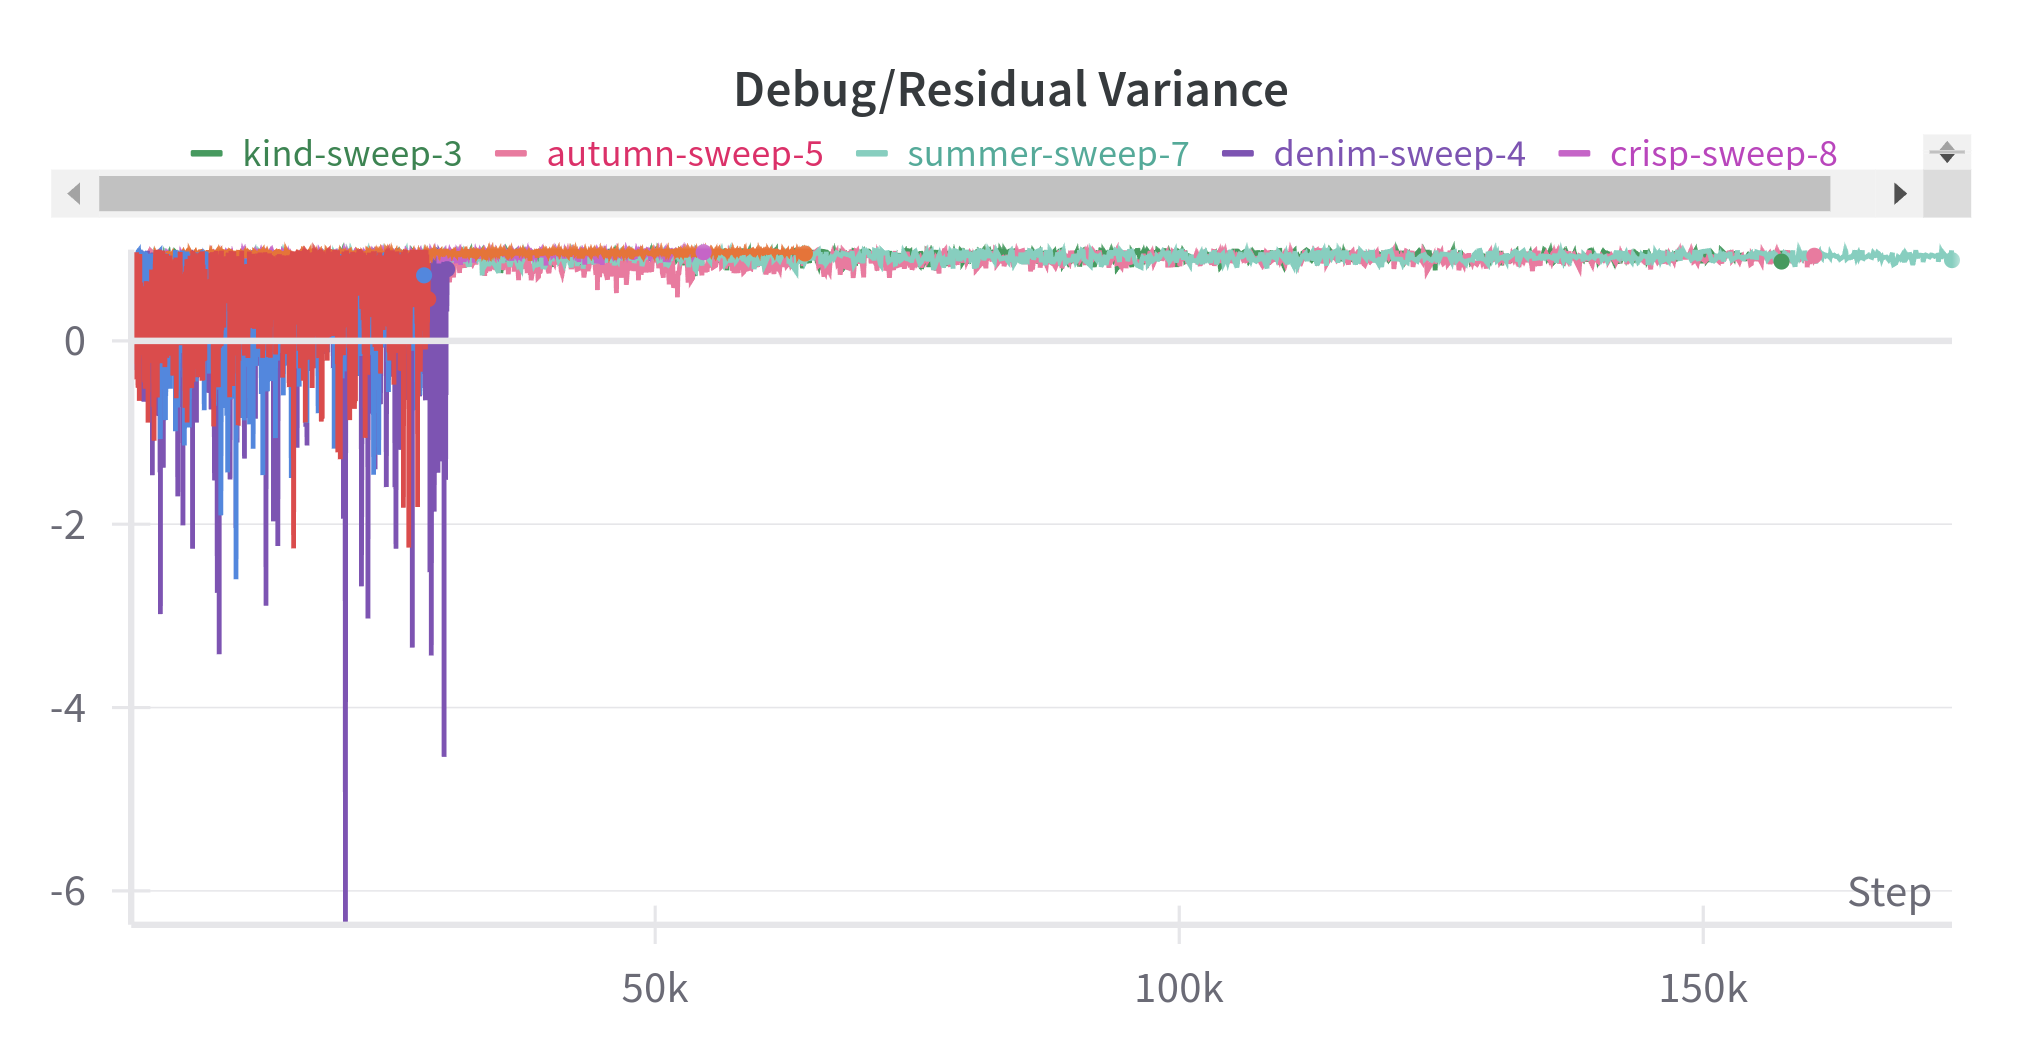 Debug/Residual Variance
kind-sweep-3 autumn-sweep-5 summer-sweep-7 denim-sweep-4 crisp-sweep-8
0
-2
-4
-6
Step
50k 100k 150k